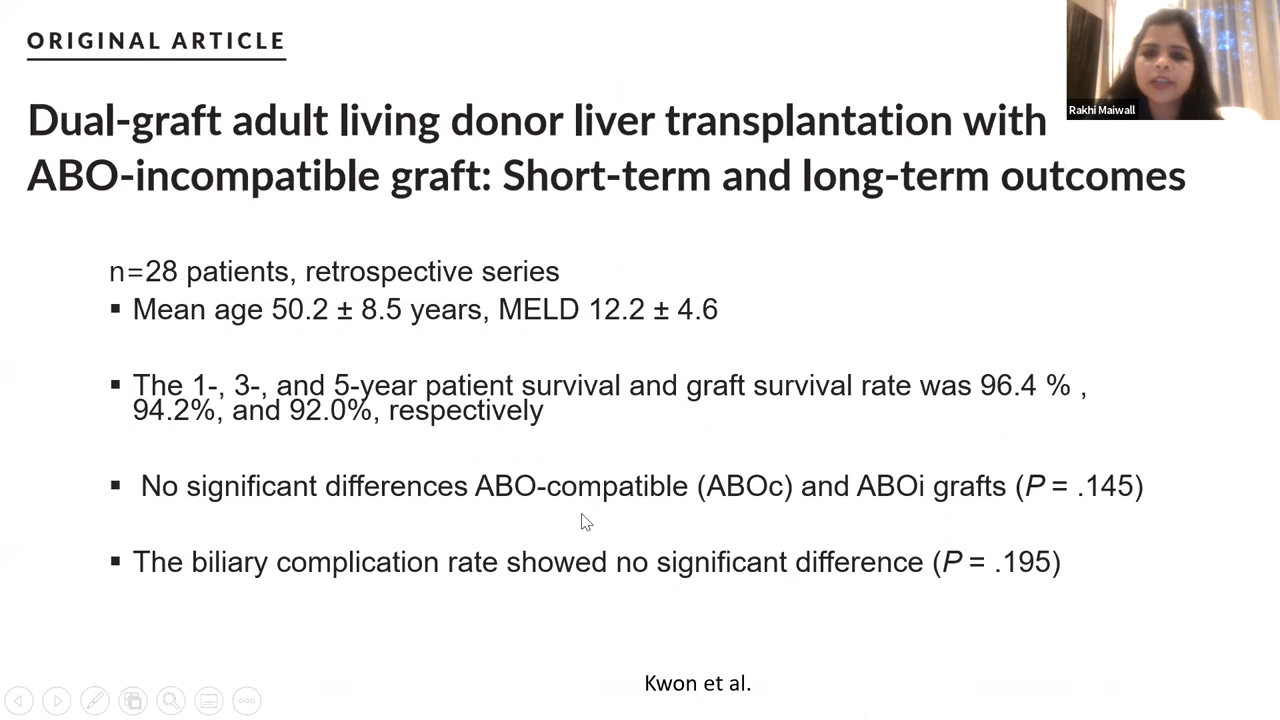 ORIGINAL ARTICLE
Rakhi Maiwall
Dual-graft adult living donor liver transplantation with
ABO-incompatible graft: Short-term and long-term outcomes
n=28 patients, retrospective series
▪ Mean age 50.2 ± 8.5 years, MELD 12.2 ± 4.6
▪ The 1-, 3-, and 5-year patient survival and graft survival rate was 96.4 % ,
94.2%, and 92.0%, respectively
▪ No significant differences ABO-compatible (ABOc) and ABOi grafts (P = .145)
▪ The biliary complication rate showed no significant difference (P = .195)
Kwon et al.